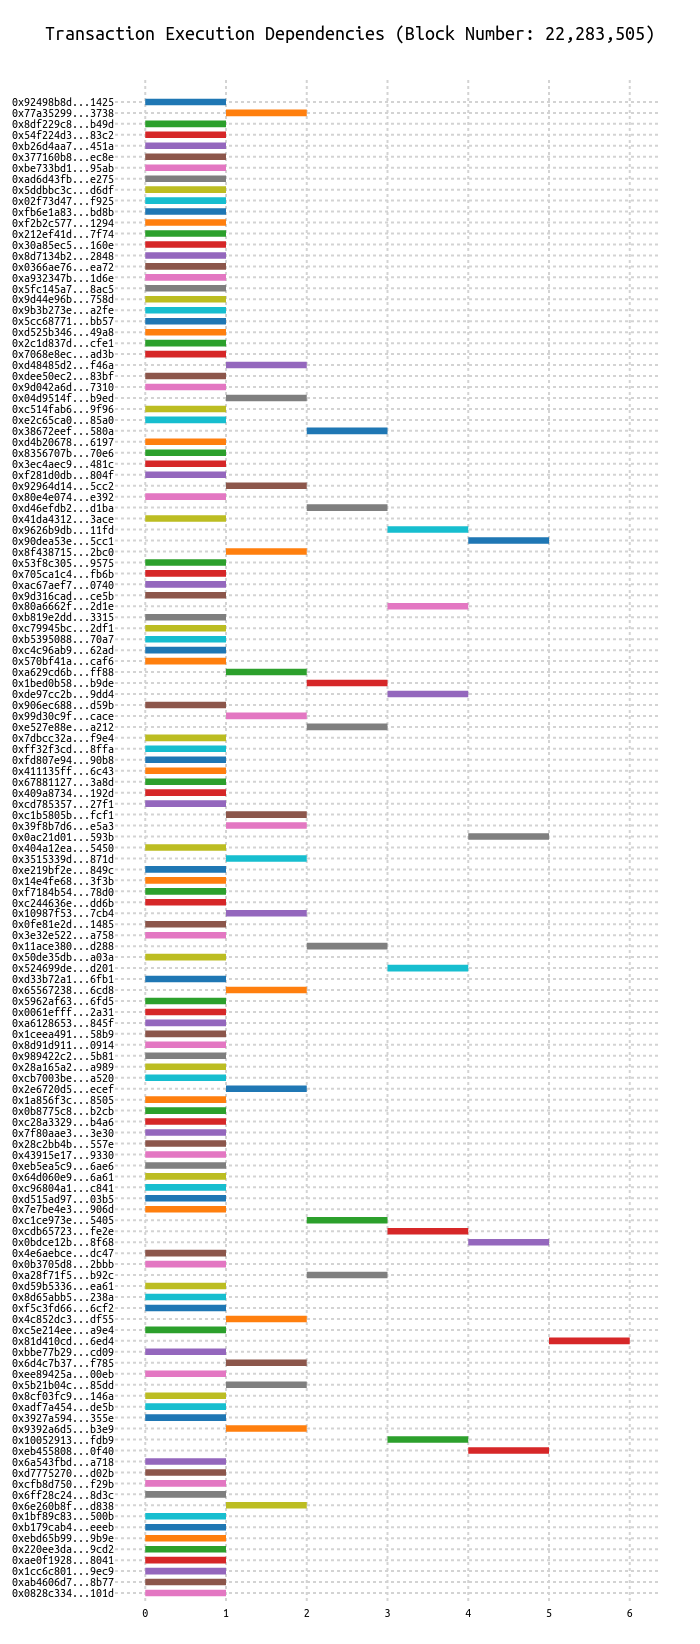 Transaction Execution Dependencies (Block Number: 22,283,505)
0x92498b8d...1425
0x77a35299...3738
0x8df229c8...b49d
0x54f224d3...83c2
0xb26d4aa7...451a
0x377160b8...ec8e
0xbe733bd1...95ab
0xad6d43fb...e275
0x5ddbbc3c...d6df
0x02f73d47...f925
0xfb6e1a83...bd8b
0xf2b2c577...1294
0x212ef41d...7f74
0x30a85ec5...160e
0x8d7134b2...2848
0x0366ae76...ea72
0xa932347b...1d6e
0x5fc145a7...8ac5
0x9d44e96b...758d
0x9b3b273e...a2fe
0x5cc68771...bb57
0xd525b346...49a8
0x2c1d837d...cfe1
0x7068e8ec...ad3b
0xd48485d2...f46a
0xdee50ec2...83bf
0x9d042a6d...7310
0x04d9514f...b9ed
0xc514fab6...9f96
0xe2c65ca0...85a0
0x38672eef...580a
0xd4b20678...6197
0x8356707b...70e6
0x3ec4aec9...481c
0xf281d0db...804f
0x92964d14...5cc2
0x80e4e074...e392
0xd46efdb2...d1ba
0x41da4312...3ace
0x9626b9db...11fd
0x90dea53e...5cc1
0x8f438715...2bc0
0x53f8c305...9575
0x705ca1c4...fb6b
0xac67aef7...0740
0x9d316cad...ce5b
0x80a6662f...2d1e
0xb819e2dd...3315
0xc79945bc...2df1
0xb5395088...70a7
0xc4c96ab9...62ad
0x570bf41a...caf6
0xa629cd6b...ff88
0x1bed0b58...b9de
0xde97cc2b...9dd4
0x906ec688...d59b
0x99d30c9f...cace
0xe527e88e...a212
0x7dbcc32a...f9e4
0xff32f3cd...8ffa
0xfd807e94...90b8
0x411135ff...6c43
0x67881127...3a8d
0x409a8734...192d
0xcd785357...27f1
0xc1b5805b...fcf1
0x39f8b7d6...e5a3
0x0ac21d01...593b
0x404a12ea...5450
0x3515339d...871d
0xe219bf2e...849c
0x14e4fe68...3f3b
0xf7184b54...78d0
0xc244636e...dd6b
0x10987f53...7cb4
0x0fe81e2d...1485
0x3e32e522...a758
0x11ace380...d288
0x50de35db...a03a
0x524699de...d201
0xd33b72a1...6fb1
0x65567238...6cd8
0x5962af63...6fd5
0x0061efff...2a31
0xa6128653...845f
0x1ceea491...58b9
0x8d91d911...0914
0x989422c2...5b81
0x28a165a2...a989
0xcb7003be...a520
0x2e6720d5...ecef
0x1a856f3c...8505
0x0b8775c8...b2cb
0xc28a3329...b4a6
0x7f80aae3...3e30
0x28c2bb4b...557e
0x43915e17...9330
0xeb5ea5c9...6ae6
0x64d060e9...6a61
0xc96804a1...c841
0xd515ad97...03b5
0x7e7be4e3...906d
0xc1ce973e...5405
0xcdb65723...fe2e
0x0bdce12b...8f68
0x4e6aebce...dc47
0x0b3705d8...2bbb
0xa28f71f5...b92c
0xd59b5336...ea61
0x8d65abb5...238a
0xf5c3fd66...6cf2
0x4c852dc3...df55
0xc5e214ee...a9e4
0x81d410cd...6ed4
0xbbe77b29...cd09
0x6d4c7b37...f785
0xee89425a...00eb
0x5b21b04c...85dd
0x8cf03fc9...146a
0xadf7a454...de5b
0x3927a594...355e
0x9392a6d5...b3e9
0x10052913...fdb9
0xeb455808...0f40
0x6a543fbd...a718
0xd7775270...d02b
0xcfb8d750...f29b
0x6ff28c24...8d3c
0x6e260b8f...d838
0x1bf89c83...500b
0xb179cab4...eeeb
0xebd65b99...9b9e
0x220ee3da...9cd2
0xae0f1928...8041
0x1cc6c801...9ec9
0xab4606d7...8b77
0x0828c334...101d
0 1 2 3 4 5 6